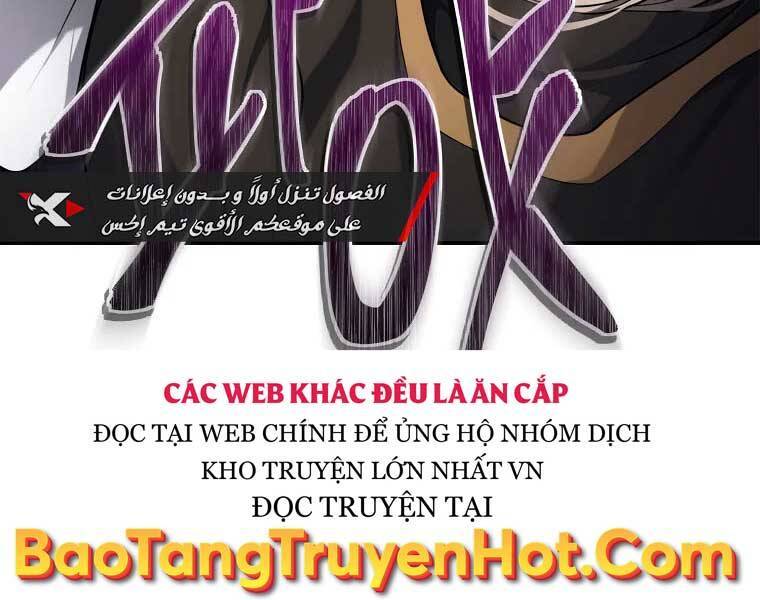 الفصول تنزل أولاً و بدون إعلانات
على موقعكم الأقوى تيم إكس
CÁC WEB KHÁC ĐỀU LÀ ĂN CẮP
ĐỌC TẠI WEB CHÍNH ĐỂ ỦNG HỘ NHÓM DỊCH
KHO TRUYỆN LỚN NHẤT VN
ĐỌC TRUYỆN TẠI
BaoTangTruyenHot.Com